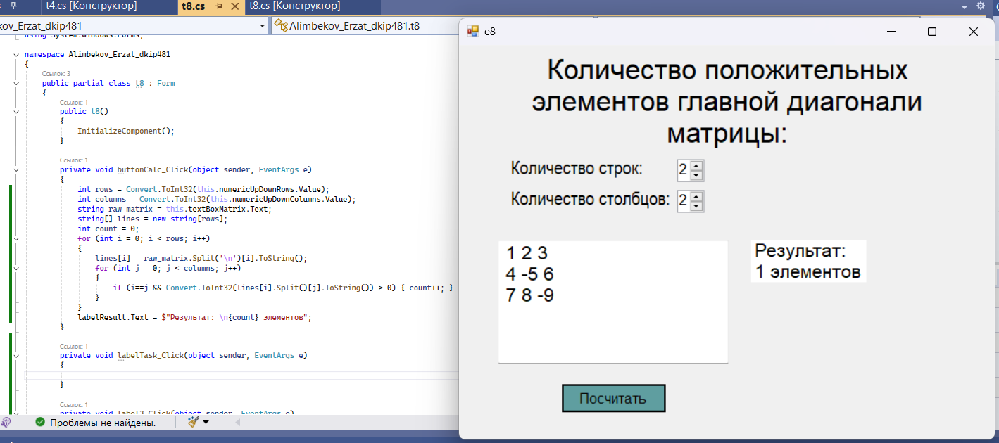 t4.cs [Конструктор]
t8.cs
t8.cs [Конструктор]
kov_Erzat_dkip481
Alimbekov_Erzat_dkip481.t8
using System.Windows.Forms;
namespace Alimbekov_Erzat_dkip481
{
Ссылок: 3
public partial class t8 : Form
{
Ссылок: 1
public t8()
{
InitializeComponent();
}
Ссылок: 1
private void buttonCalc_Click(object sender, EventArgs e)
{
int rows = Convert.ToInt32(this.numericUpDownRows.Value);
int columns = Convert.ToInt32(this.numericUpDownColumns.Value);
string raw_matrix = this.textBoxMatrix.Text;
string[] lines = new string[rows];
int count = 0;
for (int i = 0; i < rows; i++)
{
lines[i] = raw_matrix.Split('\n')[i].ToString();
for (int j = 0; j < columns; j++)
{
if (i==j && Convert.ToInt32(lines[i].Split()[j].ToString()) > 0) { count++; }
}
}
labelResult.Text = $"Результат: \n{count} элементов";
}
Ссылок: 1
private void labelTask_Click(object sender, EventArgs e)
{
}
Ссылок: 1
private void label3_Click(object sender, EventArgs e)
Проблемы не найдены.
e8
Количество положительных
элементов главной диагонали
матрицы:
Количество строк: 2
Количество столбцов: 2
1 2 3
4 -5 6
7 8 -9
Результат:
1 элементов
Посчитать